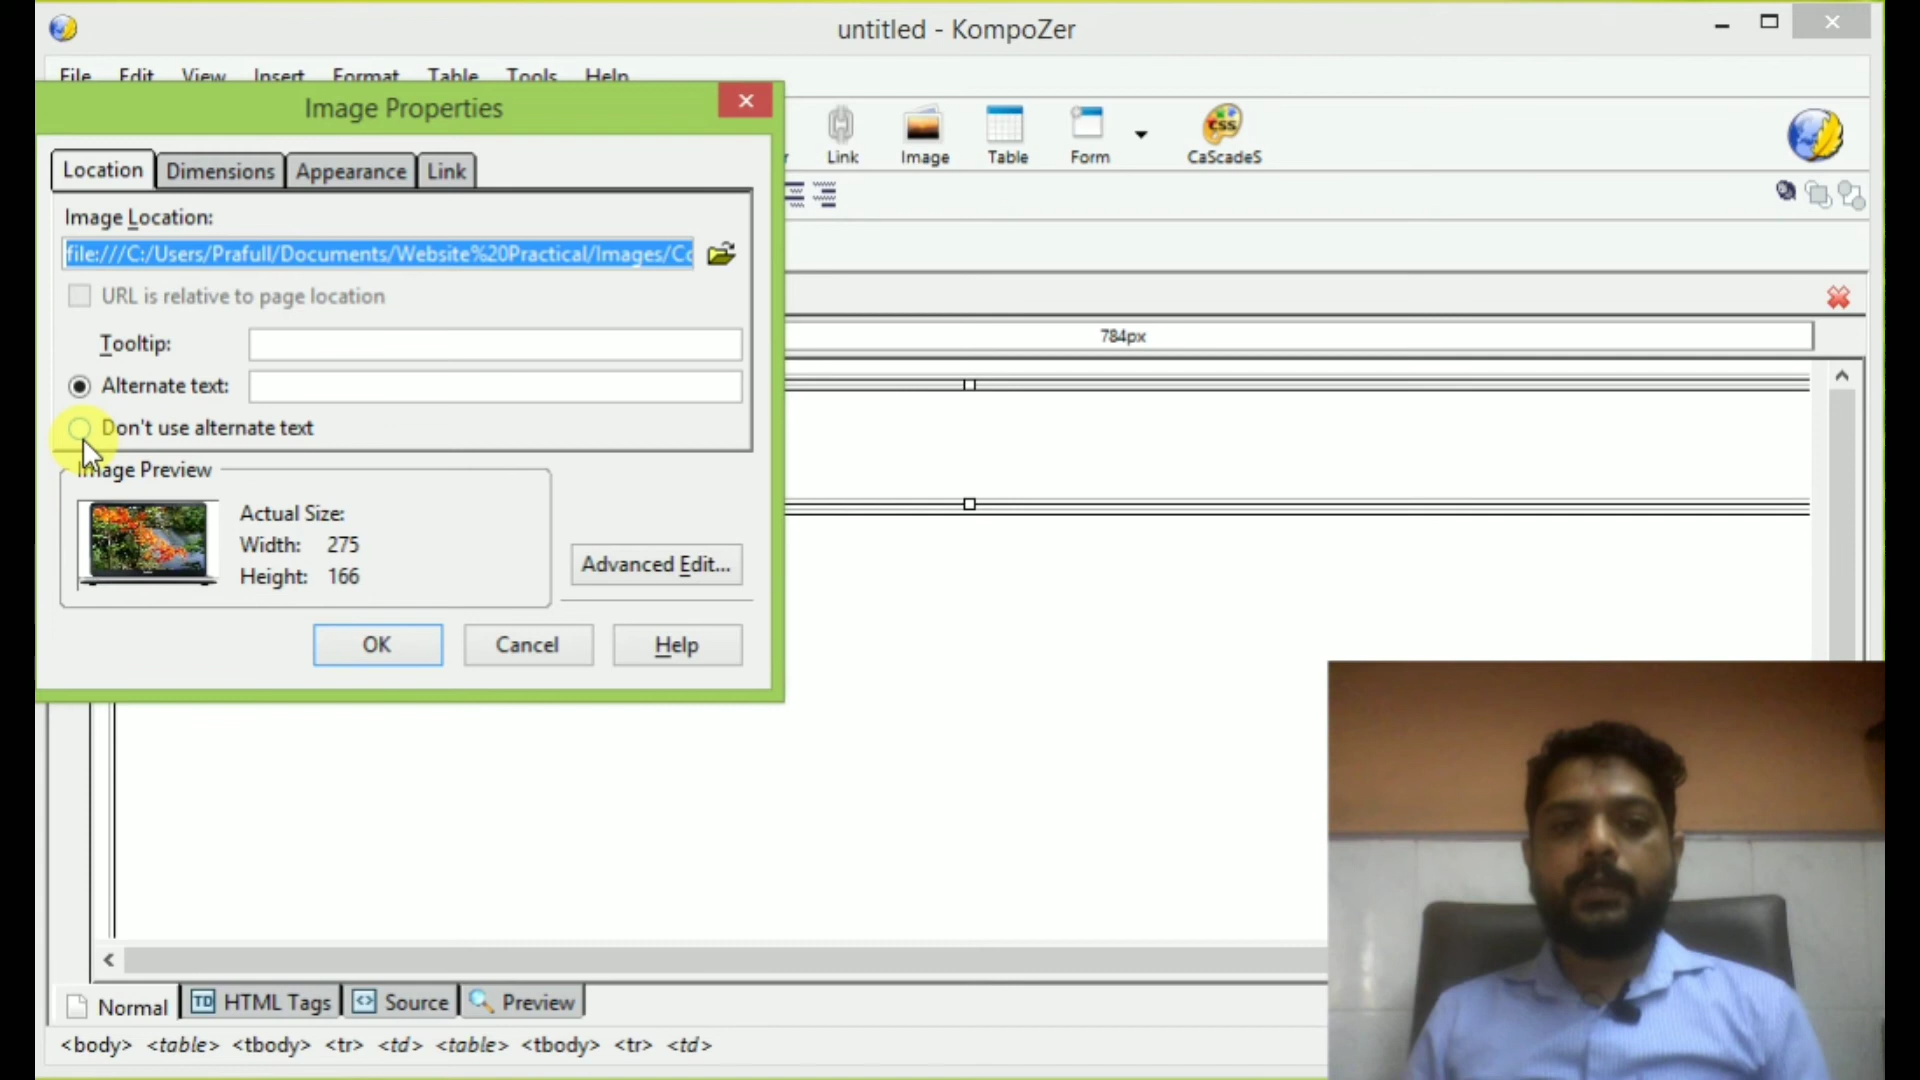 untitled - KompoZer
File Edit View Insert Format Table Tools Help
Image Properties
Link Image Table Form CaScadeS
Location Dimensions Appearance Link
Image Location:
file:///C:/Users/Prafull/Documents/Website%20Practical/Images/Co
URL is relative to page location
784px
Tooltip:
Alternate text:
Don't use alternate text
Image Preview
Actual Size:
Width: 275
Height: 166
Advanced Edit...
OK Cancel Help
Normal HTML Tags Source Preview
<body> <table> <tbody> <tr> <td> <table> <tbody> <tr> <td>